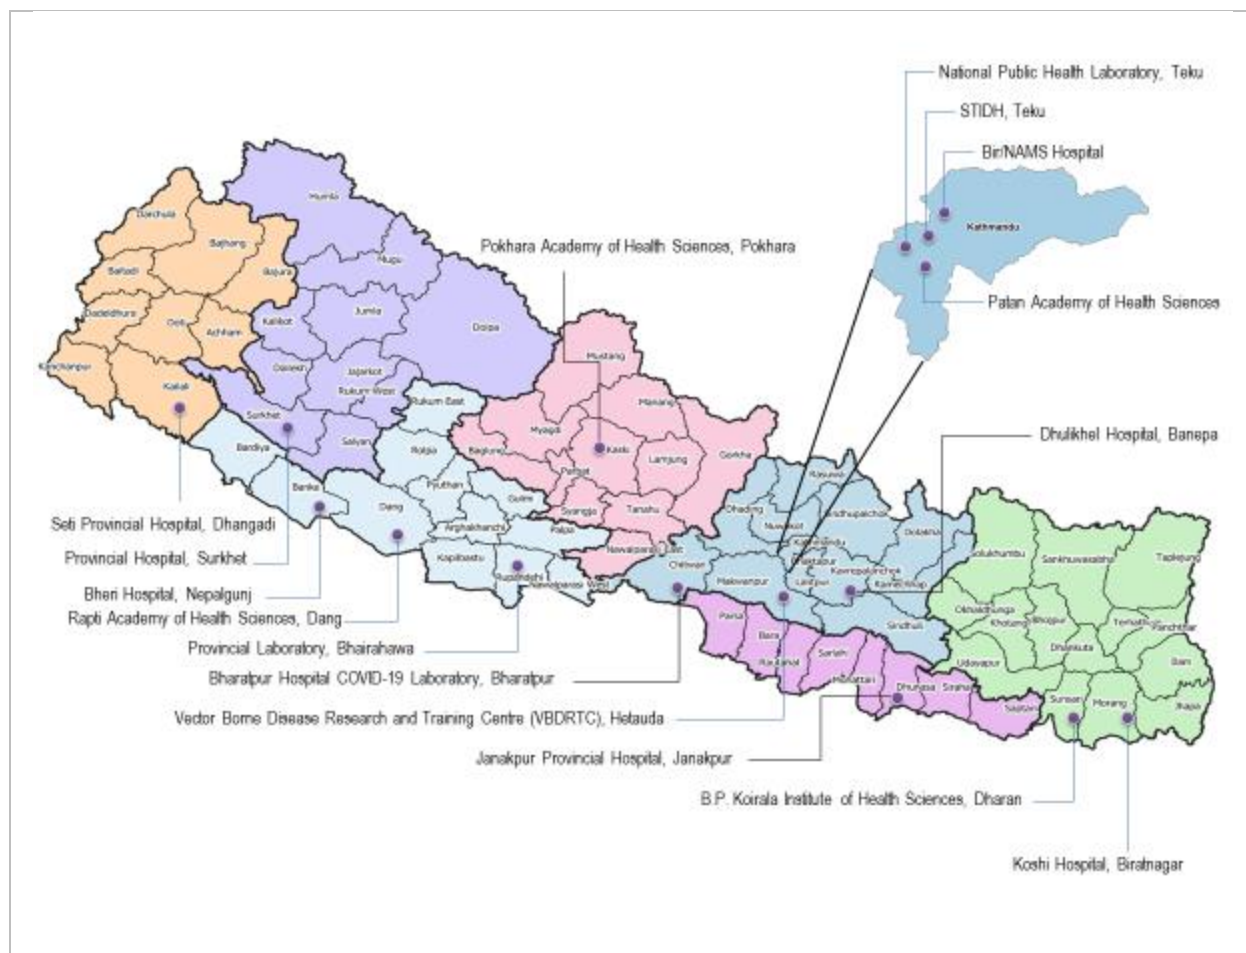 National Public Health Laboratory, Teku
STIDH, Teku
Bir/NAMS Hospital
Kathmandu
Patan Academy of Health Sciences
Pokhara Academy of Health Sciences, Pokhara
Dhulikhel Hospital, Banepa
Humla
Darchula
Bajhang
Mugu
Baitadi
Bajura
Dadeldhura
Doti
Achham
Kalikot
Jumla
Dolpa
Kanchanpur
Kailali
Dailekh
Jajarkot
Rukum West
Rukum East
Surkhet
Salyan
Bardiya
Banke
Rolpa
Pyuthan
Dang
Gulmi
Arghakhanchi
Palpa
Kapilbastu
Rupandehi
Nawalparasi West
Mustang
Manang
Myagdi
Baglung
Parbat
Kaski
Lamjung
Gorkha
Syangja
Tanahu
Nawalparasi East
Rasuwa
Dhading
Nuwakot
Sindhupalchok
Dolakha
Kathmandu
Bhaktapur
Kavrepalanchok
Lalitpur
Ramechhap
Chitwan
Makwanpur
Sindhuli
Parsa
Bara
Rautahat
Sarlahi
Mahottari
Dhanusa
Siraha
Saptari
Solukhumbu
Sankhuwasabha
Taplejung
Okhaldhunga
Khotang
Bhojpur
Terhathum
Panchthar
Dhankuta
Udayapur
Ilam
Sunsari
Morang
Jhapa
Seti Provincial Hospital, Dhangadi
Provincial Hospital, Surkhet
Bheri Hospital, Nepalgunj
Rapti Academy of Health Sciences, Dang
Provincial Laboratory, Bhairahawa
Bharatpur Hospital COVID-19 Laboratory, Bharatpur
Vector Borne Disease Research and Training Centre (VBDRTC), Hetauda
Janakpur Provincial Hospital, Janakpur
B.P. Koirala Institute of Health Sciences, Dharan
Koshi Hospital, Biratnagar